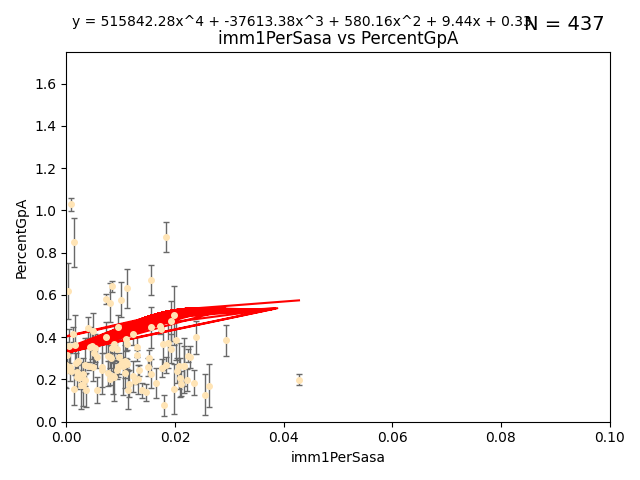 y = 515842.28x^4 + -37613.38x^3 + 580.16x^2 + 9.44x + 0.33
N = 437
imm1PerSasa vs PercentGpA
PercentGpA
1.6
1.4
1.2
1.0
0.8
0.6
0.4
0.2
0.0
0.00 0.02 0.04 0.06 0.08 0.10
imm1PerSasa